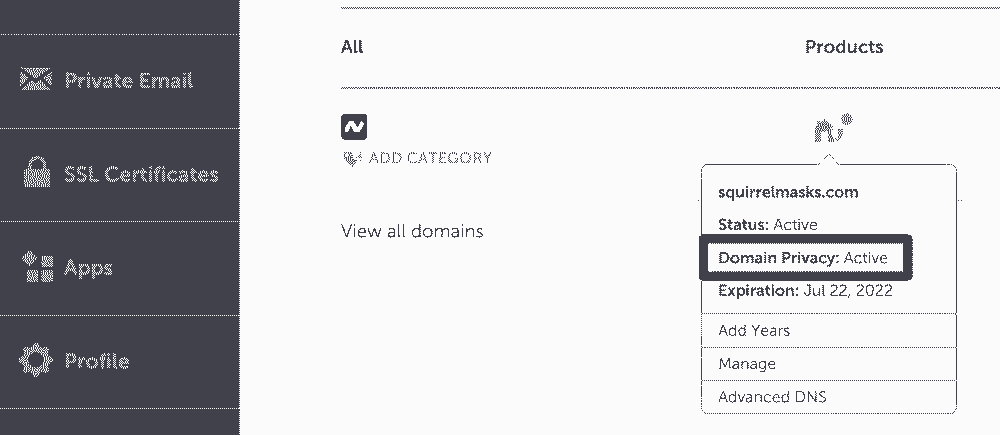 Private Email
SSL Certificates
Apps
Profile
All
Products
ADD CATEGORY
View all domains
squirrelmasks.com
Status: Active
Domain Privacy: Active
Expiration: Jul 22, 2022
Add Years
Manage
Advanced DNS